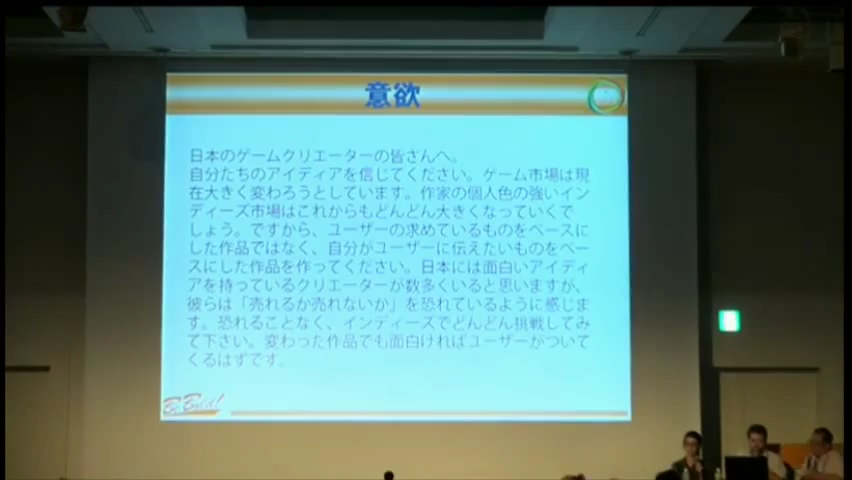 意欲
日本のゲームクリエーターの皆さんへ。
自分たちのアイディアを信じてください。ゲーム市場は現
在大きく変わろうとしています。作家の個人色の強いイン
ディーズ市場はこれからもどんどん大きくなっていくで
しょう。ですから、ユーザーの求めているものをベースに
した作品ではなく、自分がユーザーに伝えたいものをベー
スにした作品を作ってください。日本には面白いアイディ
アを持っているクリエーターが数多くいると思いますが、
彼らは「売れるか売れないか」を恐れているように感じま
す。恐れることなく、インディーズでどんどん挑戦してみ
て下さい。変わった作品でも面白ければユーザーがついて
くるはずです。